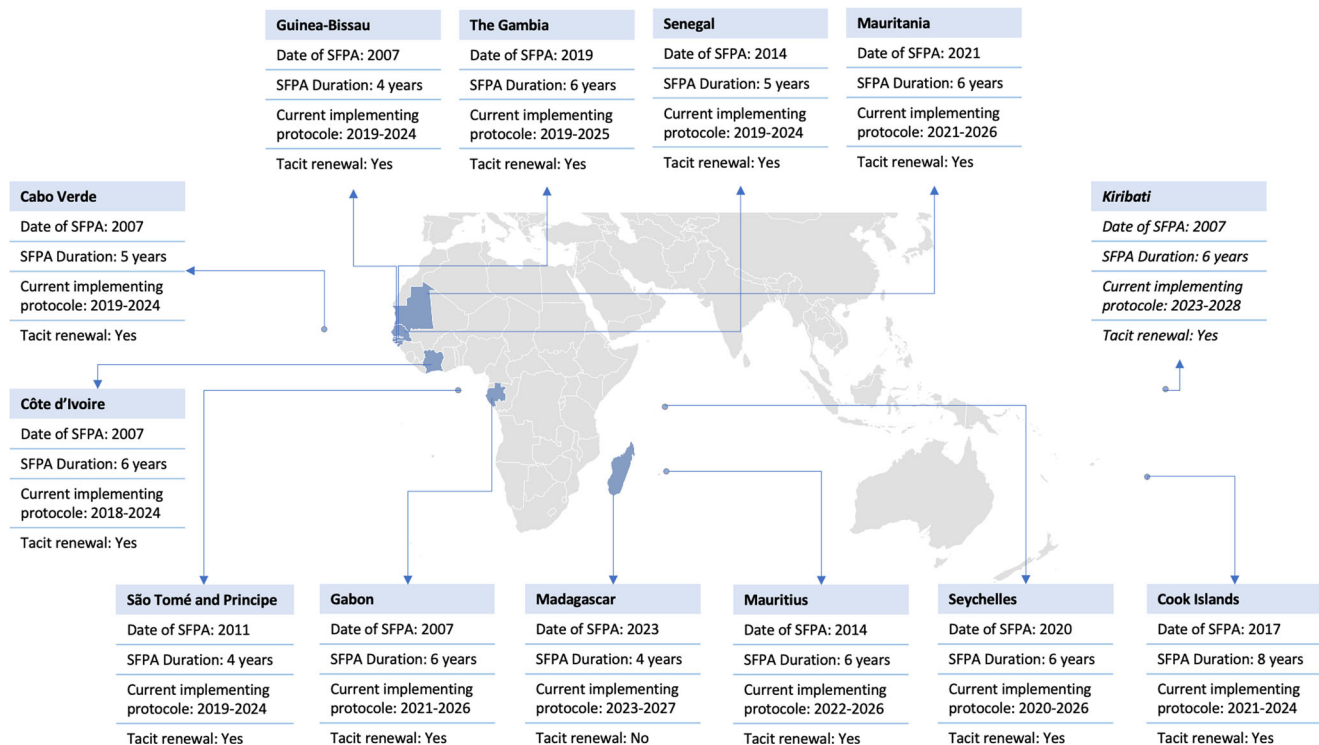 Guinea-Bissau
Date of SFPA: 2007
SFPA Duration: 4 years
Current implementing
protocole: 2019-2024
Tacit renewal: Yes
The Gambia
Date of SFPA: 2019
SFPA Duration: 6 years
Current implementing
protocole: 2019-2025
Tacit renewal: Yes
Senegal
Date of SFPA: 2014
SFPA Duration: 5 years
Current implementing
protocole: 2019-2024
Tacit renewal: Yes
Mauritania
Date of SFPA: 2021
SFPA Duration: 6 years
Current implementing
protocole: 2021-2026
Tacit renewal: Yes
Cabo Verde
Date of SFPA: 2007
SFPA Duration: 5 years
Current implementing
protocole: 2019-2024
Tacit renewal: Yes
Kiribati
Date of SFPA: 2007
SFPA Duration: 6 years
Current implementing
protocole: 2023-2028
Tacit renewal: Yes
Côte d’Ivoire
Date of SFPA: 2007
SFPA Duration: 6 years
Current implementing
protocole: 2018-2024
Tacit renewal: Yes
São Tomé and Principe
Date of SFPA: 2011
SFPA Duration: 4 years
Current implementing
protocole: 2019-2024
Tacit renewal: Yes
Gabon
Date of SFPA: 2007
SFPA Duration: 6 years
Current implementing
protocole: 2021-2026
Tacit renewal: Yes
Madagascar
Date of SFPA: 2023
SFPA Duration: 4 years
Current implementing
protocole: 2023-2027
Tacit renewal: No
Mauritius
Date of SFPA: 2014
SFPA Duration: 6 years
Current implementing
protocole: 2022-2026
Tacit renewal: Yes
Seychelles
Date of SFPA: 2020
SFPA Duration: 6 years
Current implementing
protocole: 2020-2026
Tacit renewal: Yes
Cook Islands
Date of SFPA: 2017
SFPA Duration: 8 years
Current implementing
protocole: 2021-2024
Tacit renewal: Yes